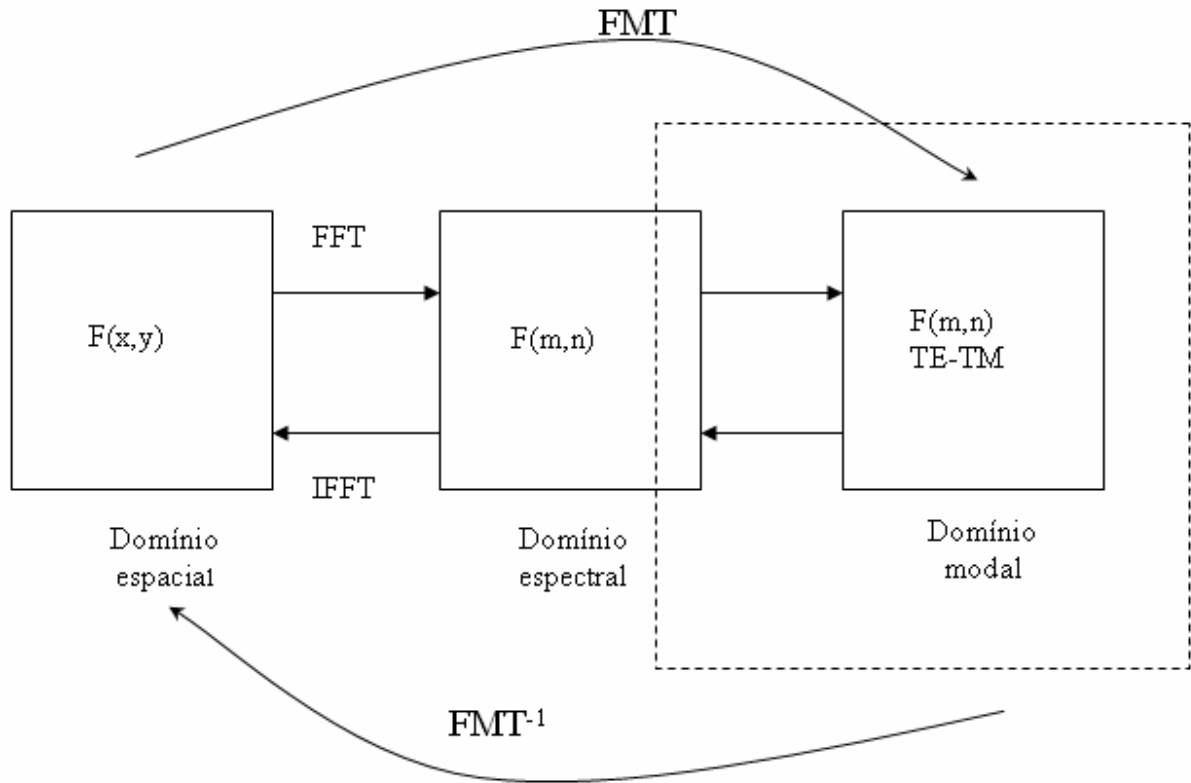 FMT
FFT
F(x,y)
F(m,n)
F(m,n)
TE-TM
IFFT
Domínio
espacial
Domínio
espectral
Domínio
modal
FMT-1